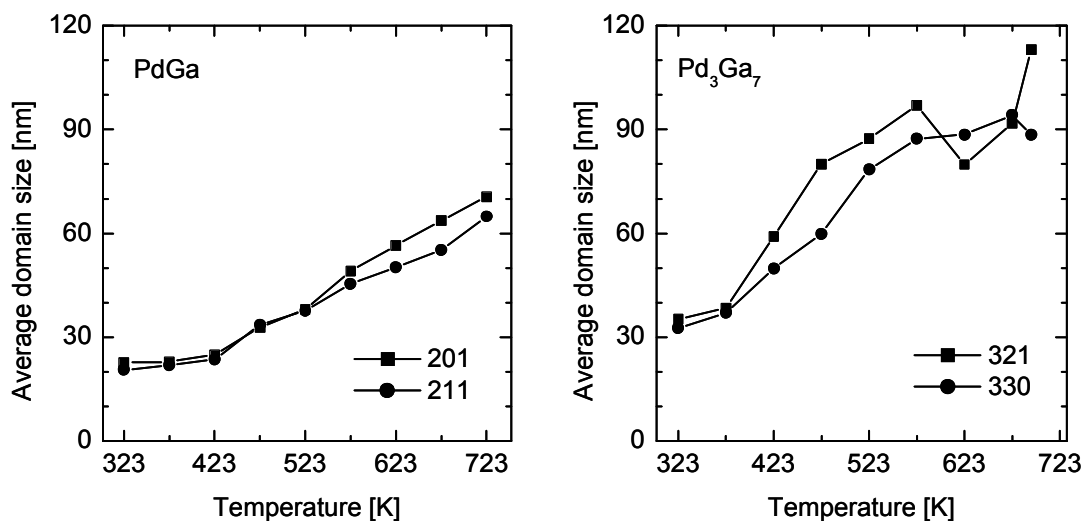 PdGa
Average domain size [nm]
120
90
60
30
0
323 423 523 623 723
Temperature [K]
201
211
Pd₃Ga₇
Average domain size [nm]
120
90
60
30
0
323 423 523 623 723
Temperature [K]
321
330